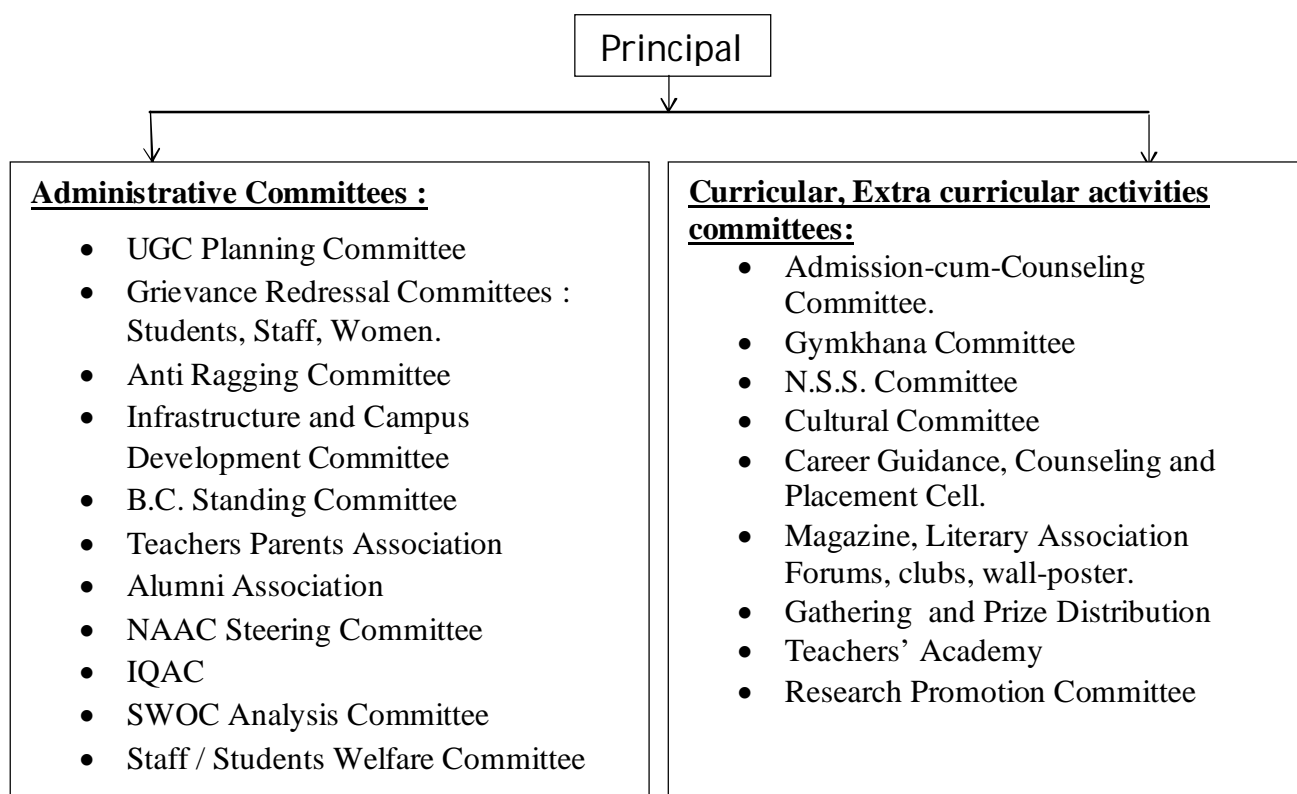 Principal
Administrative Committees :
• UGC Planning Committee
• Grievance Redressal Committees :
Students, Staff, Women.
• Anti Ragging Committee
• Infrastructure and Campus
Development Committee
• B.C. Standing Committee
• Teachers Parents Association
• Alumni Association
• NAAC Steering Committee
• IQAC
• SWOC Analysis Committee
• Staff / Students Welfare Committee
Curricular, Extra curricular activities
committees:
• Admission-cum-Counseling
Committee.
• Gymkhana Committee
• N.S.S. Committee
• Cultural Committee
• Career Guidance, Counseling and
Placement Cell.
• Magazine, Literary Association
Forums, clubs, wall-poster.
• Gathering and Prize Distribution
• Teachers’ Academy
• Research Promotion Committee